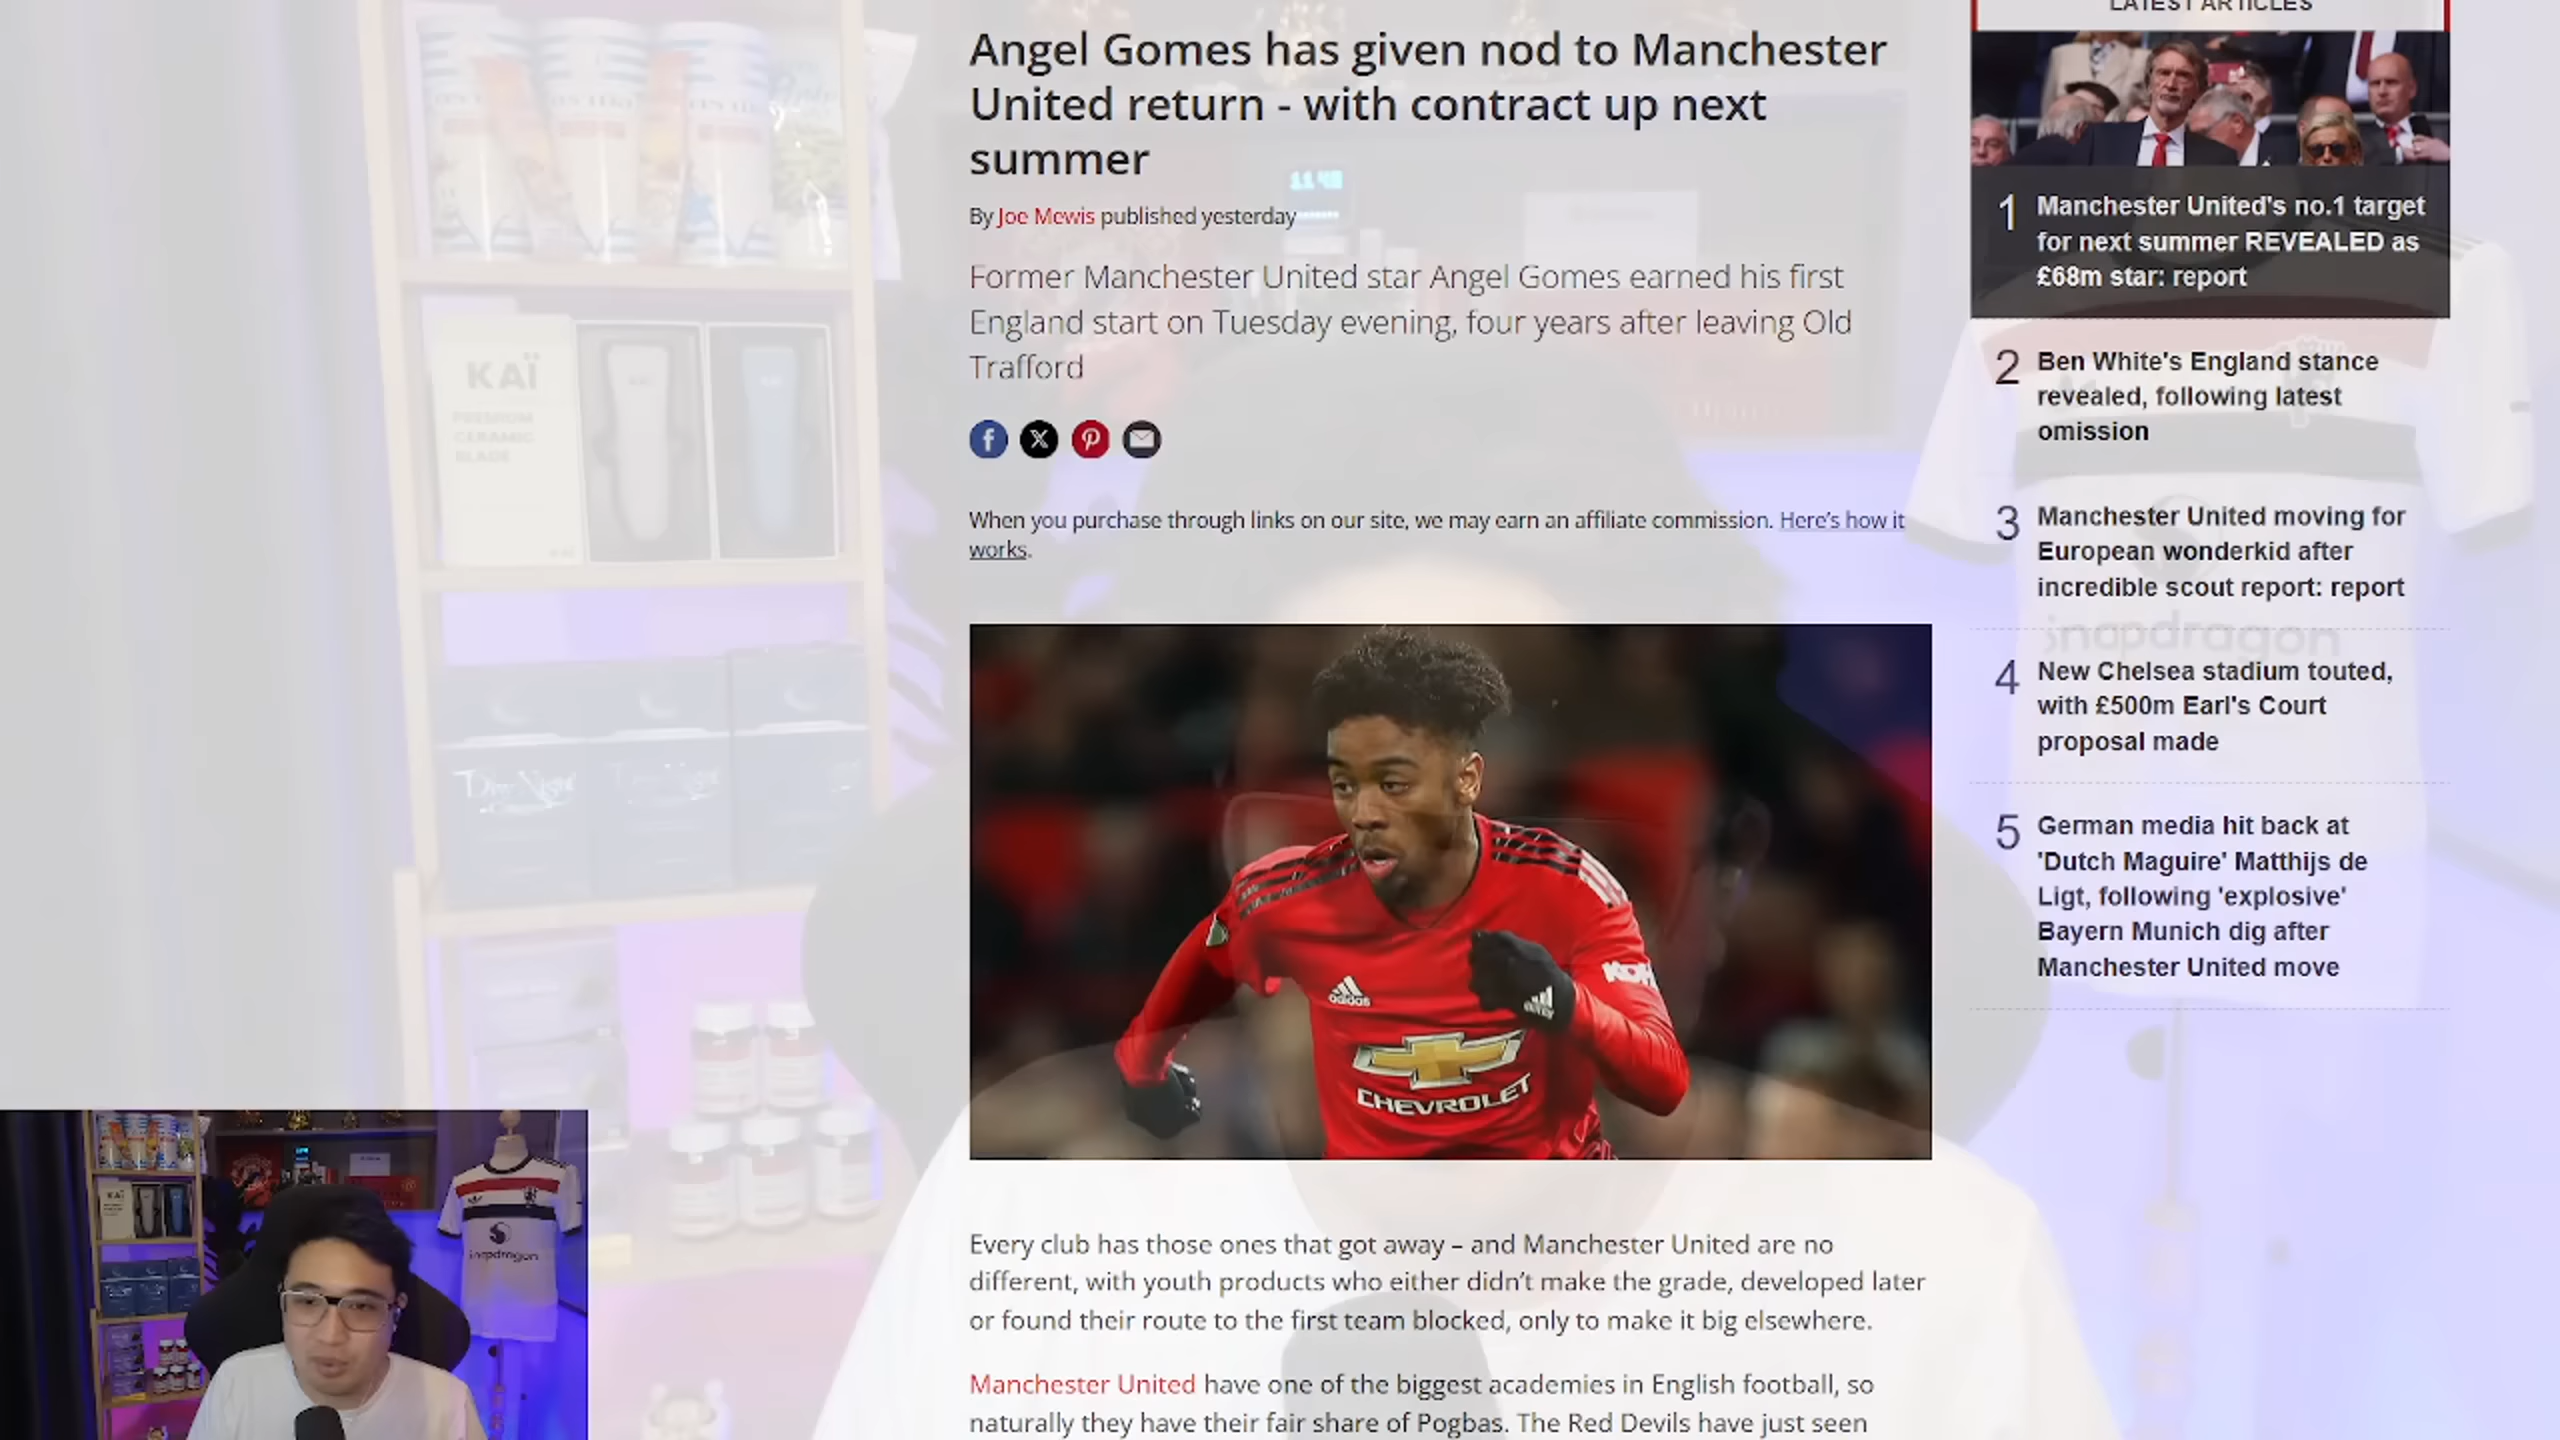 LATEST ARTICLES
Angel Gomes has given nod to Manchester
United return - with contract up next
summer
By Joe Mewis published yesterday
Former Manchester United star Angel Gomes earned his first
England start on Tuesday evening, four years after leaving Old
Trafford
When you purchase through links on our site, we may earn an affiliate commission. Here's how it
works.
adidas
CHEVROLET
Every club has those ones that got away – and Manchester United are no
different, with youth products who either didn't make the grade, developed later
or found their route to the first team blocked, only to make it big elsewhere.
Manchester United have one of the biggest academies in English football, so
naturally they have their fair share of Pogbas. The Red Devils have just seen
1 Manchester United's no.1 target
for next summer REVEALED as
£68m star: report
2 Ben White's England stance
revealed, following latest
omission
3 Manchester United moving for
European wonderkid after
incredible scout report: report
4 New Chelsea stadium touted,
with £500m Earl's Court
proposal made
5 German media hit back at
'Dutch Maguire' Matthijs de
Ligt, following 'explosive'
Bayern Munich dig after
Manchester United move
KAÏ
PREMIUM
CERAMIC
BLADE
snapdragon
snapdragon